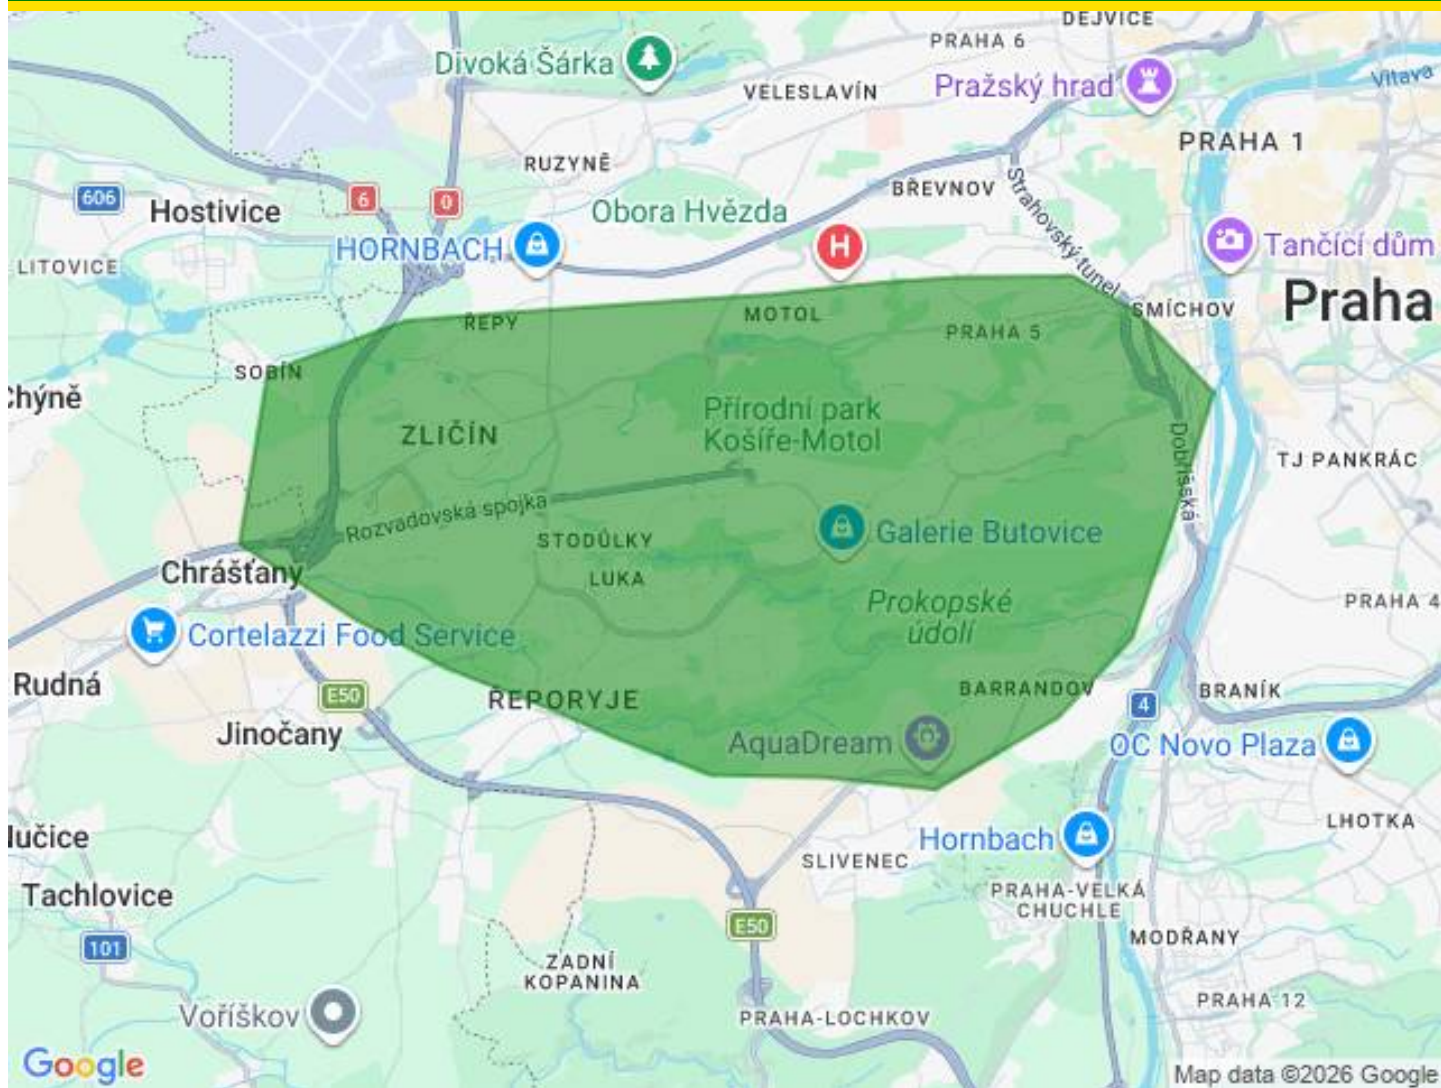 DEJVICE
PRAHA 6
Divoká Šárka
Pražský hrad
Vltava
VELESLAVÍN
PRAHA 1
RUZYNĚ
BŘEVNOV
606
6
0
Hostivice
Obora Hvězda
Strahovský tunel
HORNBACH
H
Tančící dům
LITOVICE
Praha
ŘEPY
MOTOL
PRAHA 5
SMÍCHOV
SOBÍN
Chýně
Přírodní park
Košíře-Motol
ZLIČÍN
TJ PANKRÁC
Dobříšská
Rozvadovská spojka
STODŮLKY
Galerie Butovice
Chrášťany
LUKA
Prokopské
údolí
PRAHA 4
Cortelazzi Food Service
Rudná
E50
ŘEPORYJE
BARRANDOV
BRANÍK
4
Jinočany
AquaDream
OC Novo Plaza
lučice
Hornbach
LHOTKA
SLIVENEC
Tachlovice
PRAHA-VELKÁ
CHUCHLE
E50
101
MODŘANY
ZADNÍ
KOPANINA
PRAHA 12
Voříškov
PRAHA-LOCHKOV
Google
Map data ©2026 Google